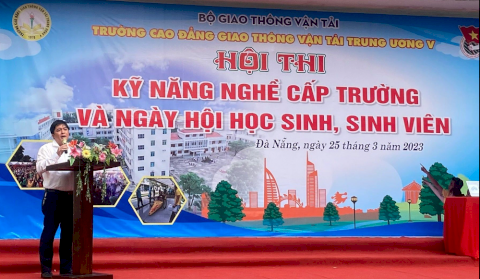 BỘ GIAO THÔNG VẬN TẢI
TRƯỜNG CAO ĐẲNG GIAO THÔNG VẬN TẢI TRUNG ƯƠNG V
HỘI THI
KỸ NĂNG NGHỀ CẤP TRƯỜNG
VÀ NGÀY HỘI HỌC SINH, SINH VIÊN
Đà Nẵng, ngày 25 tháng 3 năm 2023